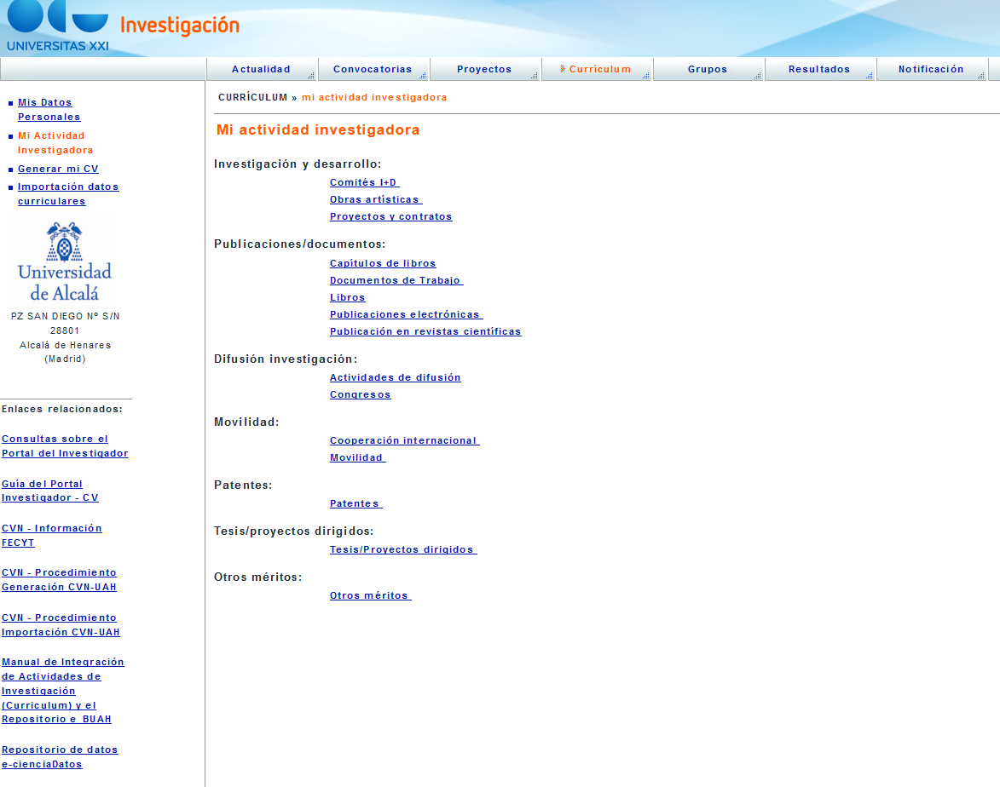 UNIVERSITAS XXI
Investigación
Actualidad
Convocatorias
Proyectos
Currículum
Grupos
Resultados
Notificación
Mis Datos
Personales
Mi Actividad
Investigadora
Generar mi CV
Importación datos
curriculares
Universidad
de Alcalá
PZ SAN DIEGO Nº S/N
28801
Alcalá de Henares
(Madrid)
Enlaces relacionados:
Consultas sobre el
Portal del Investigador
Guía del Portal
Investigador - CV
CVN - Información
FECYT
CVN - Procedimiento
Generación CVN-UAH
CVN - Procedimiento
Importación CVN-UAH
Manual de Integración
de Actividades de
Investigación
(Curriculum) y el
Repositorio e_BUAH
Repositorio de datos
e-cienciaDatos
CURRÍCULUM » mi actividad investigadora
Mi actividad investigadora
Investigación y desarrollo:
Comités I+D
Obras artísticas
Proyectos y contratos
Publicaciones/documentos:
Capítulos de libros
Documentos de Trabajo
Libros
Publicaciones electrónicas
Publicación en revistas científicas
Difusión investigación:
Actividades de difusión
Congresos
Movilidad:
Cooperación internacional
Movilidad
Patentes:
Patentes
Tesis/proyectos dirigidos:
Tesis/Proyectos dirigidos
Otros méritos:
Otros méritos